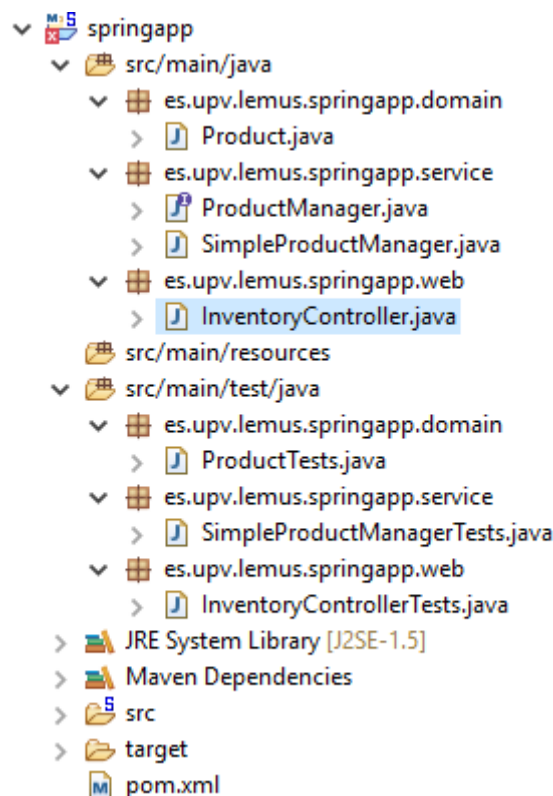 springapp
src/main/java
es.upv.lemus.springapp.domain
Product.java
es.upv.lemus.springapp.service
ProductManager.java
SimpleProductManager.java
es.upv.lemus.springapp.web
InventoryController.java
src/main/resources
src/main/test/java
es.upv.lemus.springapp.domain
ProductTests.java
es.upv.lemus.springapp.service
SimpleProductManagerTests.java
es.upv.lemus.springapp.web
InventoryControllerTests.java
JRE System Library [J2SE-1.5]
Maven Dependencies
src
target
pom.xml